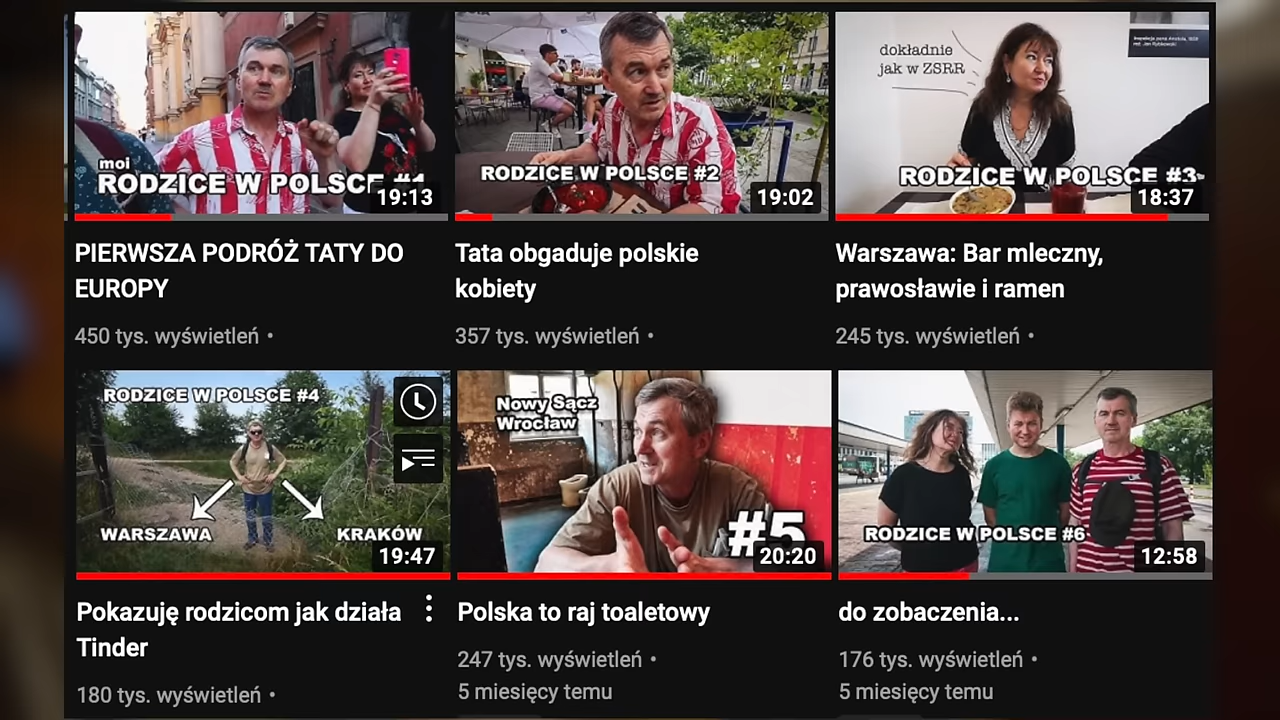 moi
RODZICE W POLSCE #1
19:13
PIERWSZA PODRÓŻ TATY DO
EUROPY
450 tys. wyświetleń •
RODZICE W POLSCE #2
19:02
Tata obgaduje polskie
kobiety
357 tys. wyświetleń •
dokładnie
jak w ZSRR
RODZICE W POLSCE #3
18:37
Warszawa: Bar mleczny,
prawosławie i ramen
245 tys. wyświetleń •
RODZICE W POLSCE #4
WARSZAWA
KRAKÓW
19:47
Pokazuję rodzicom jak działa
Tinder
180 tys. wyświetleń •
Nowy Sącz
Wrocław
#5
20:20
Polska to raj toaletowy
247 tys. wyświetleń •
5 miesięcy temu
RODZICE W POLSCE #6
12:58
do zobaczenia...
176 tys. wyświetleń •
5 miesięcy temu